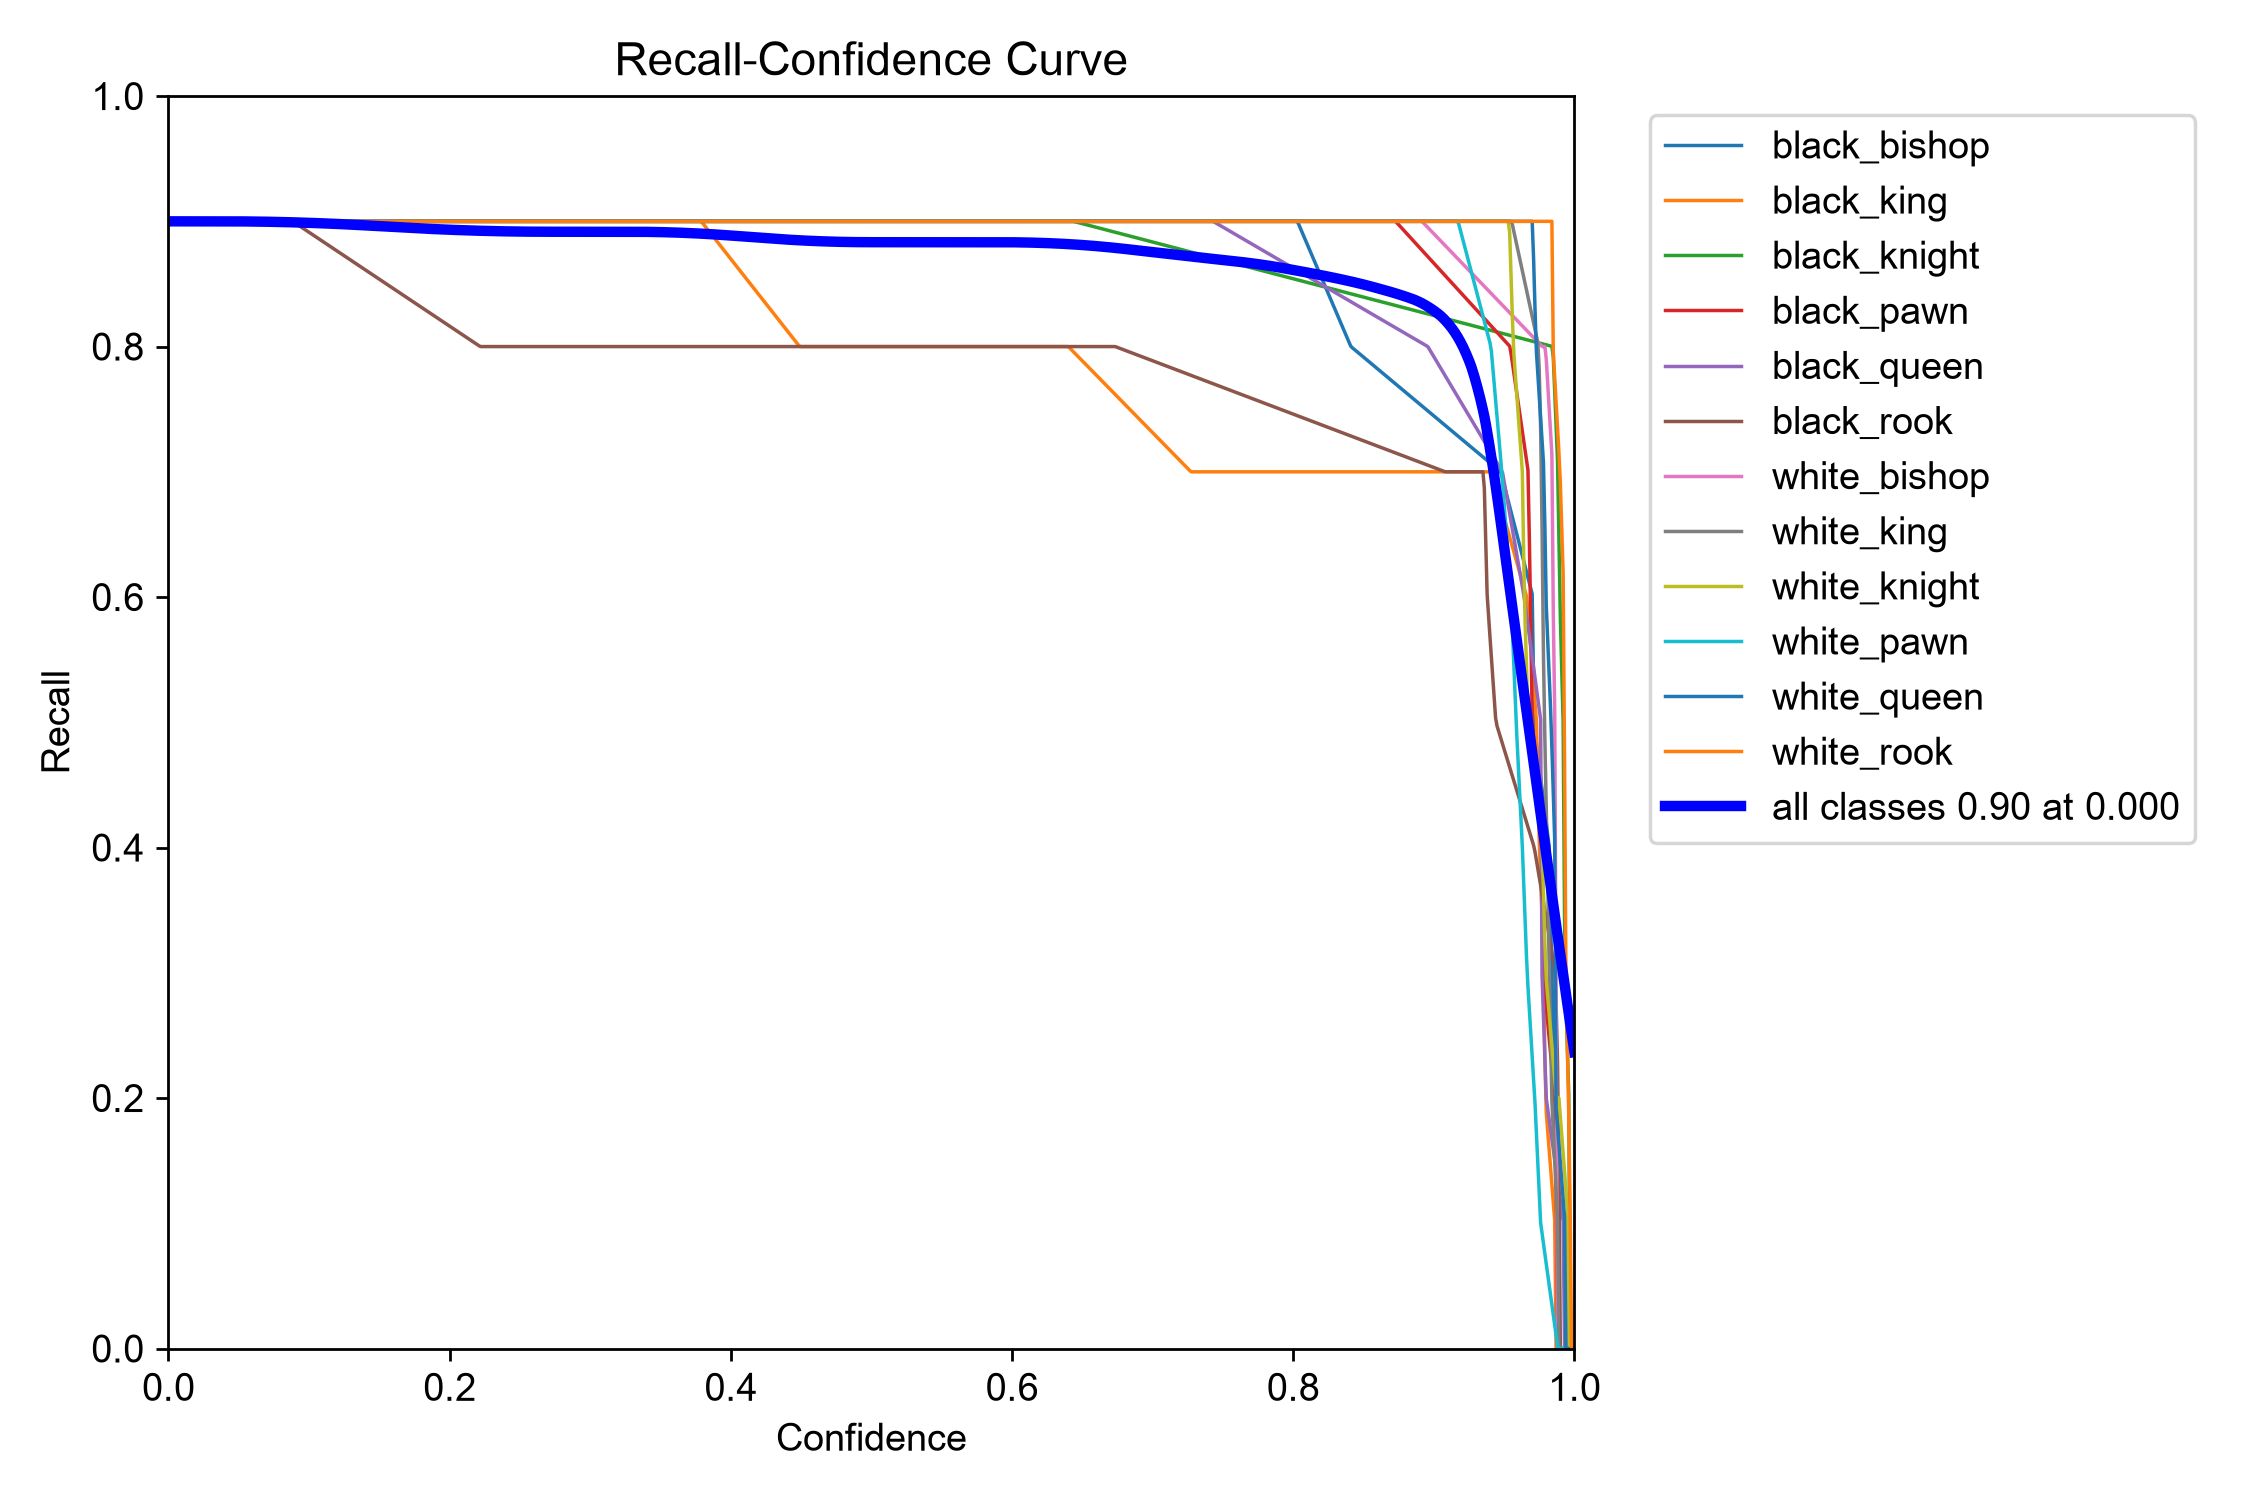 Recall-Confidence Curve
1.0
0.8
0.6
0.4
0.2
0.0
Recall
0.0 0.2 0.4 0.6 0.8 1.0
Confidence
black_bishop
black_king
black_knight
black_pawn
black_queen
black_rook
white_bishop
white_king
white_knight
white_pawn
white_queen
white_rook
all classes 0.90 at 0.000